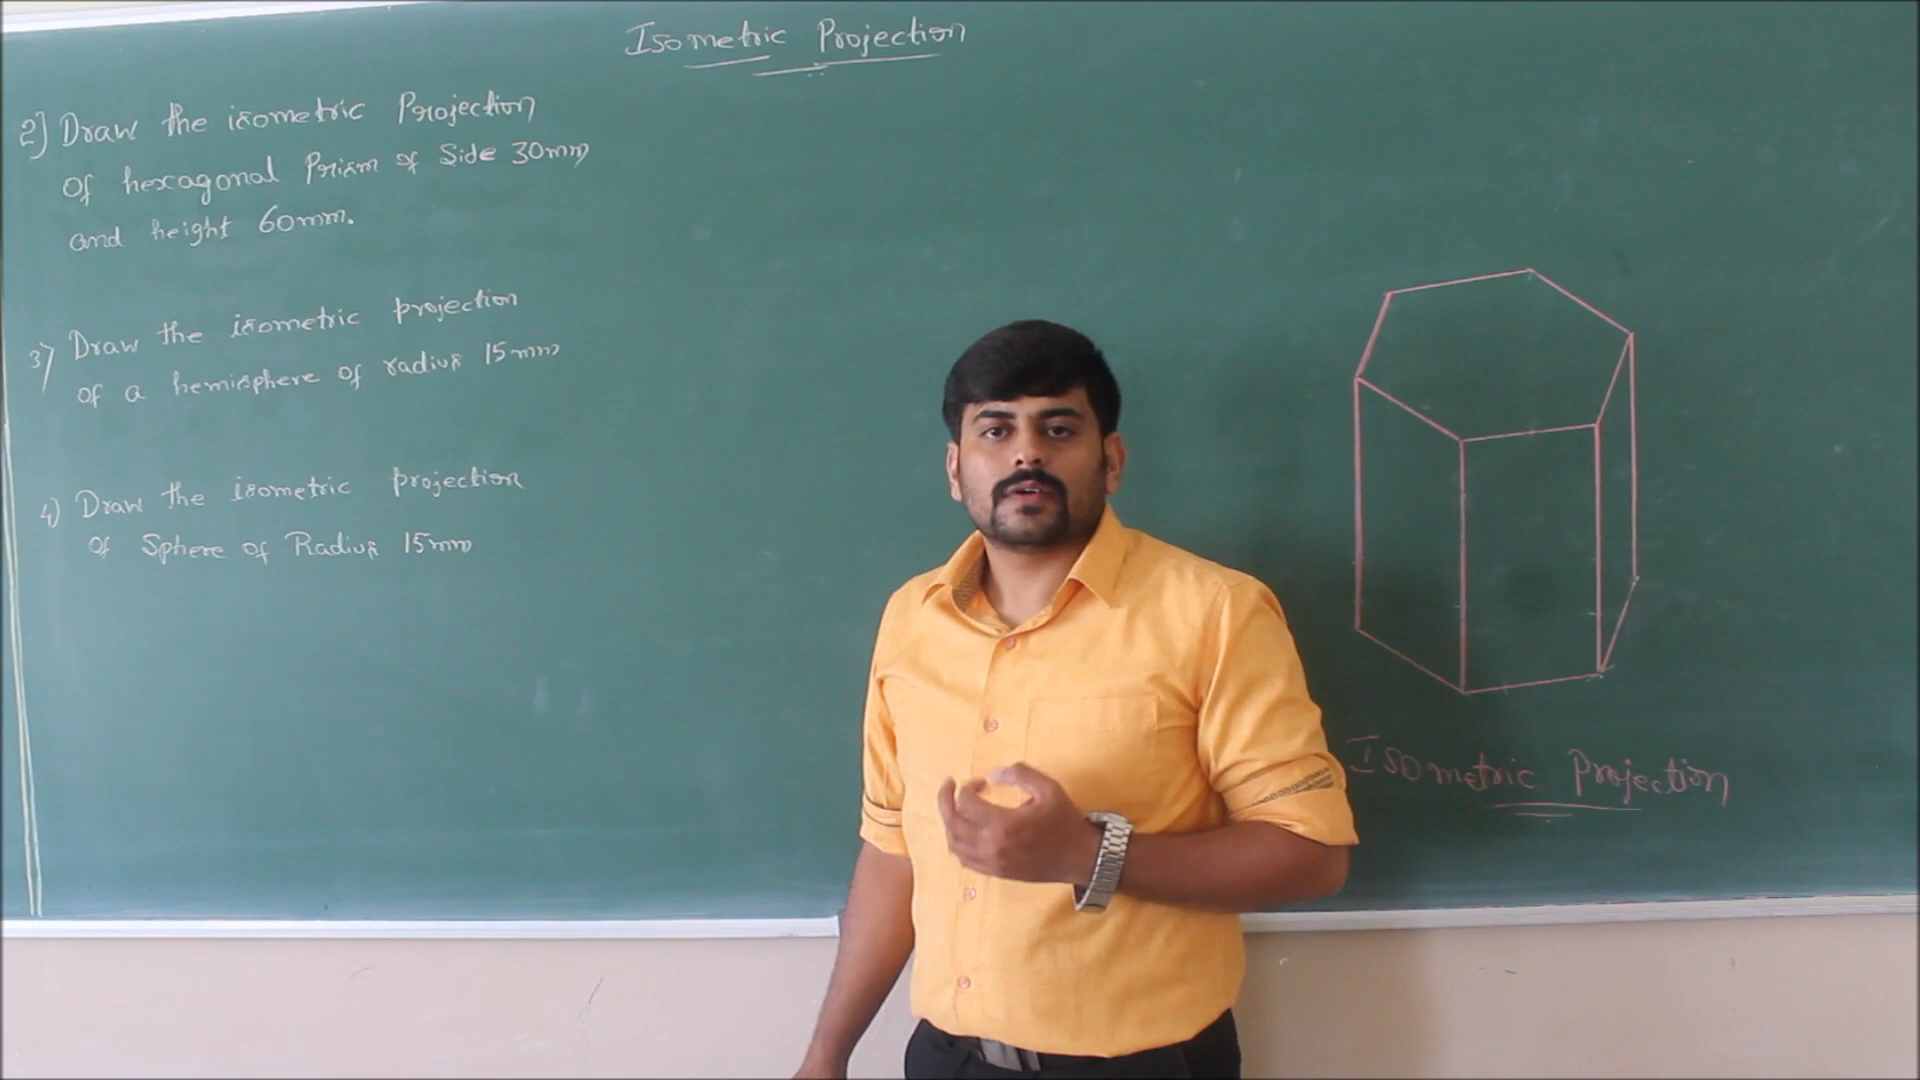 Isometric Projection
2] Draw the isometric Projection
of hexagonal Prism of Side 30mm
and height 60mm.
3) Draw the isometric projection
of a hemisphere of radius 15mm
4) Draw the isometric projection
of Sphere of Radius 15mm
Isometric Projection